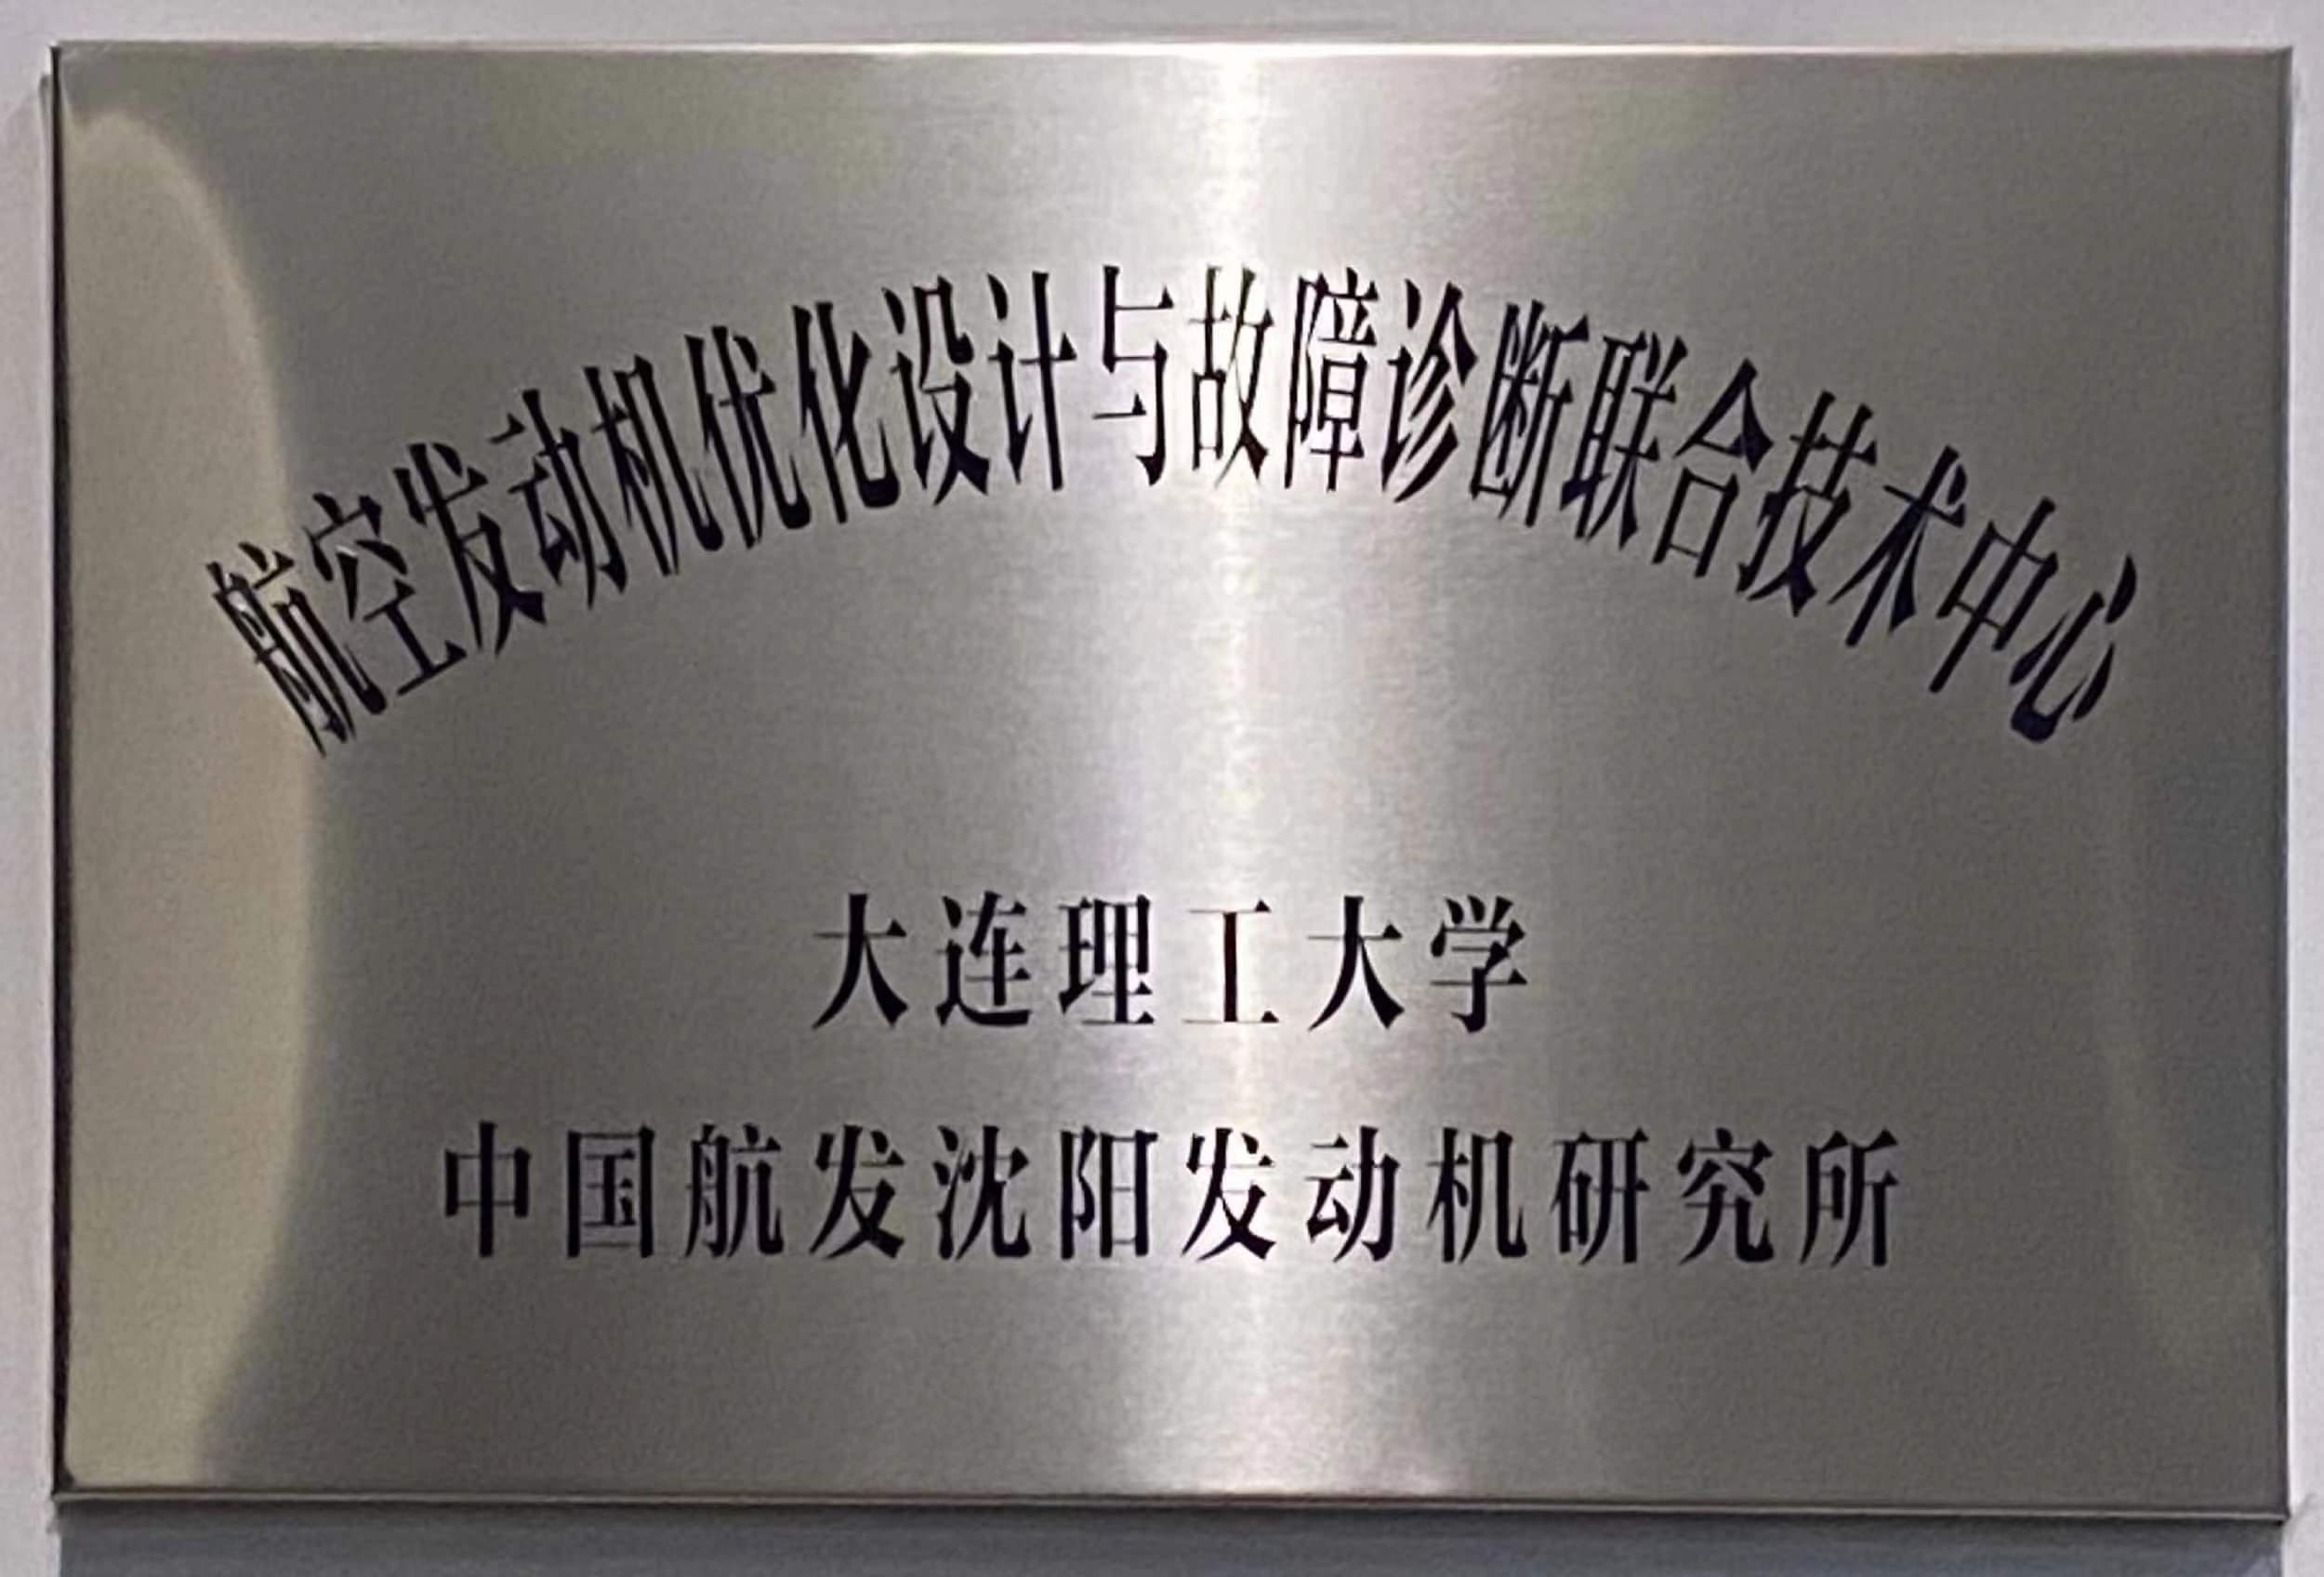 航空发动机优化设计与故障诊断联合技术中心
大连理工大学
中国航发沈阳发动机研究所